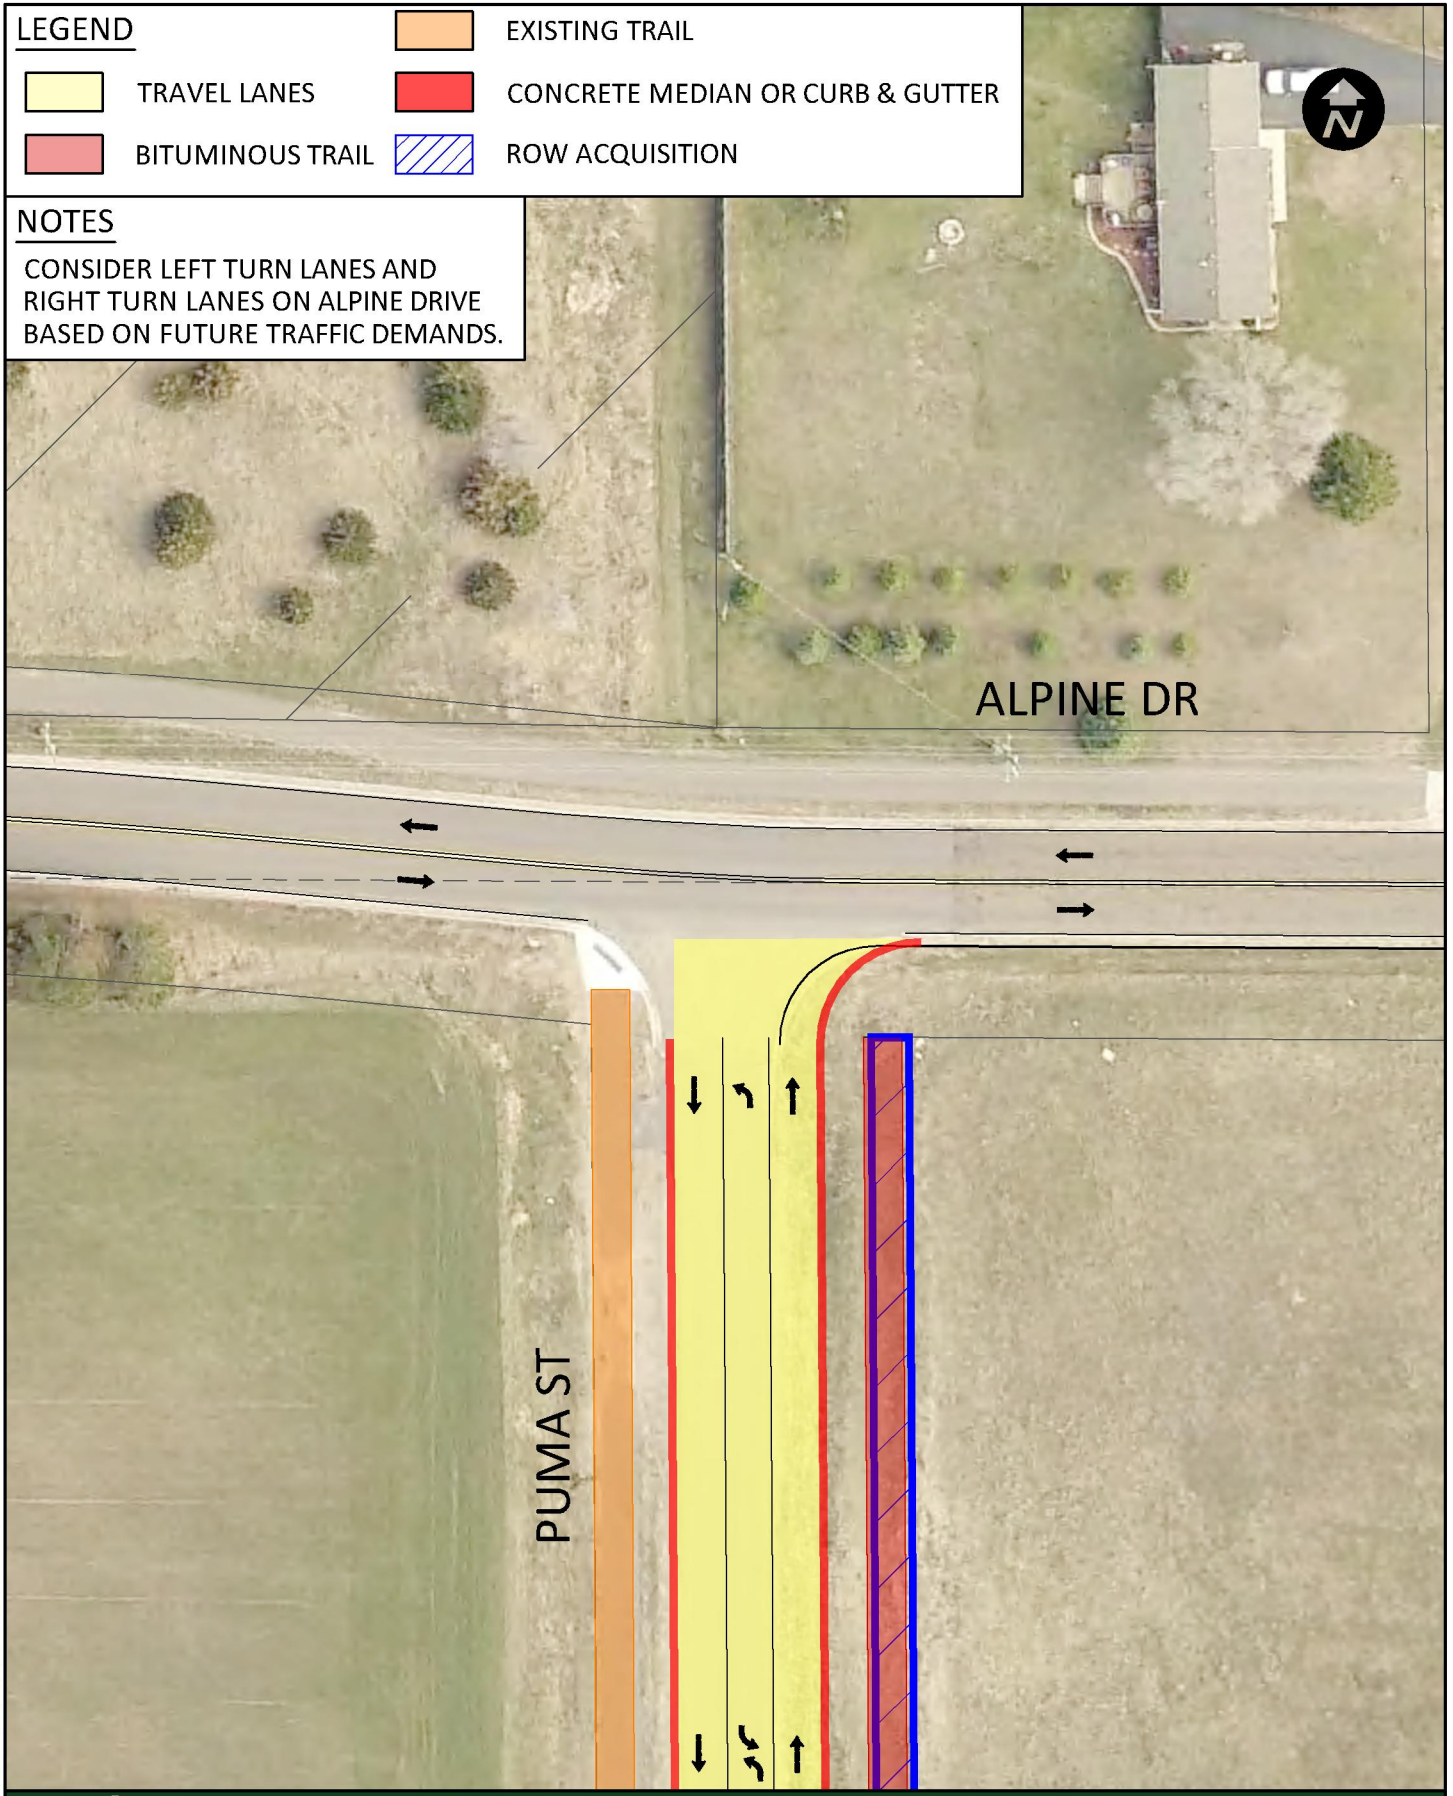 LEGEND
EXISTING TRAIL
TRAVEL LANES
CONCRETE MEDIAN OR CURB & GUTTER
BITUMINOUS TRAIL
ROW ACQUISITION
N
NOTES
CONSIDER LEFT TURN LANES AND
RIGHT TURN LANES ON ALPINE DRIVE
BASED ON FUTURE TRAFFIC DEMANDS.
ALPINE DR
PUMA ST